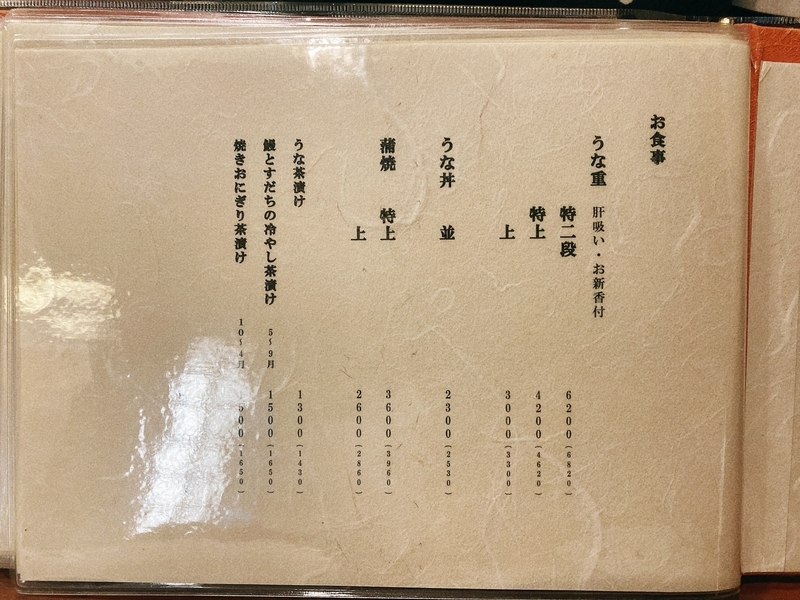 お食事
うな重 肝吸い・お新香付
特二段 6200(6820)
特上 4200(4620)
上 3000(3300)
うな丼 並 2300(2530)
蒲焼 特上 3600(3960)
上 2600(2860)
うな茶漬け 1300(1430)
鰻とすだちの冷やし茶漬け 5~9月 1500(1650)
焼きおにぎり茶漬け 10~4月 500(1650)